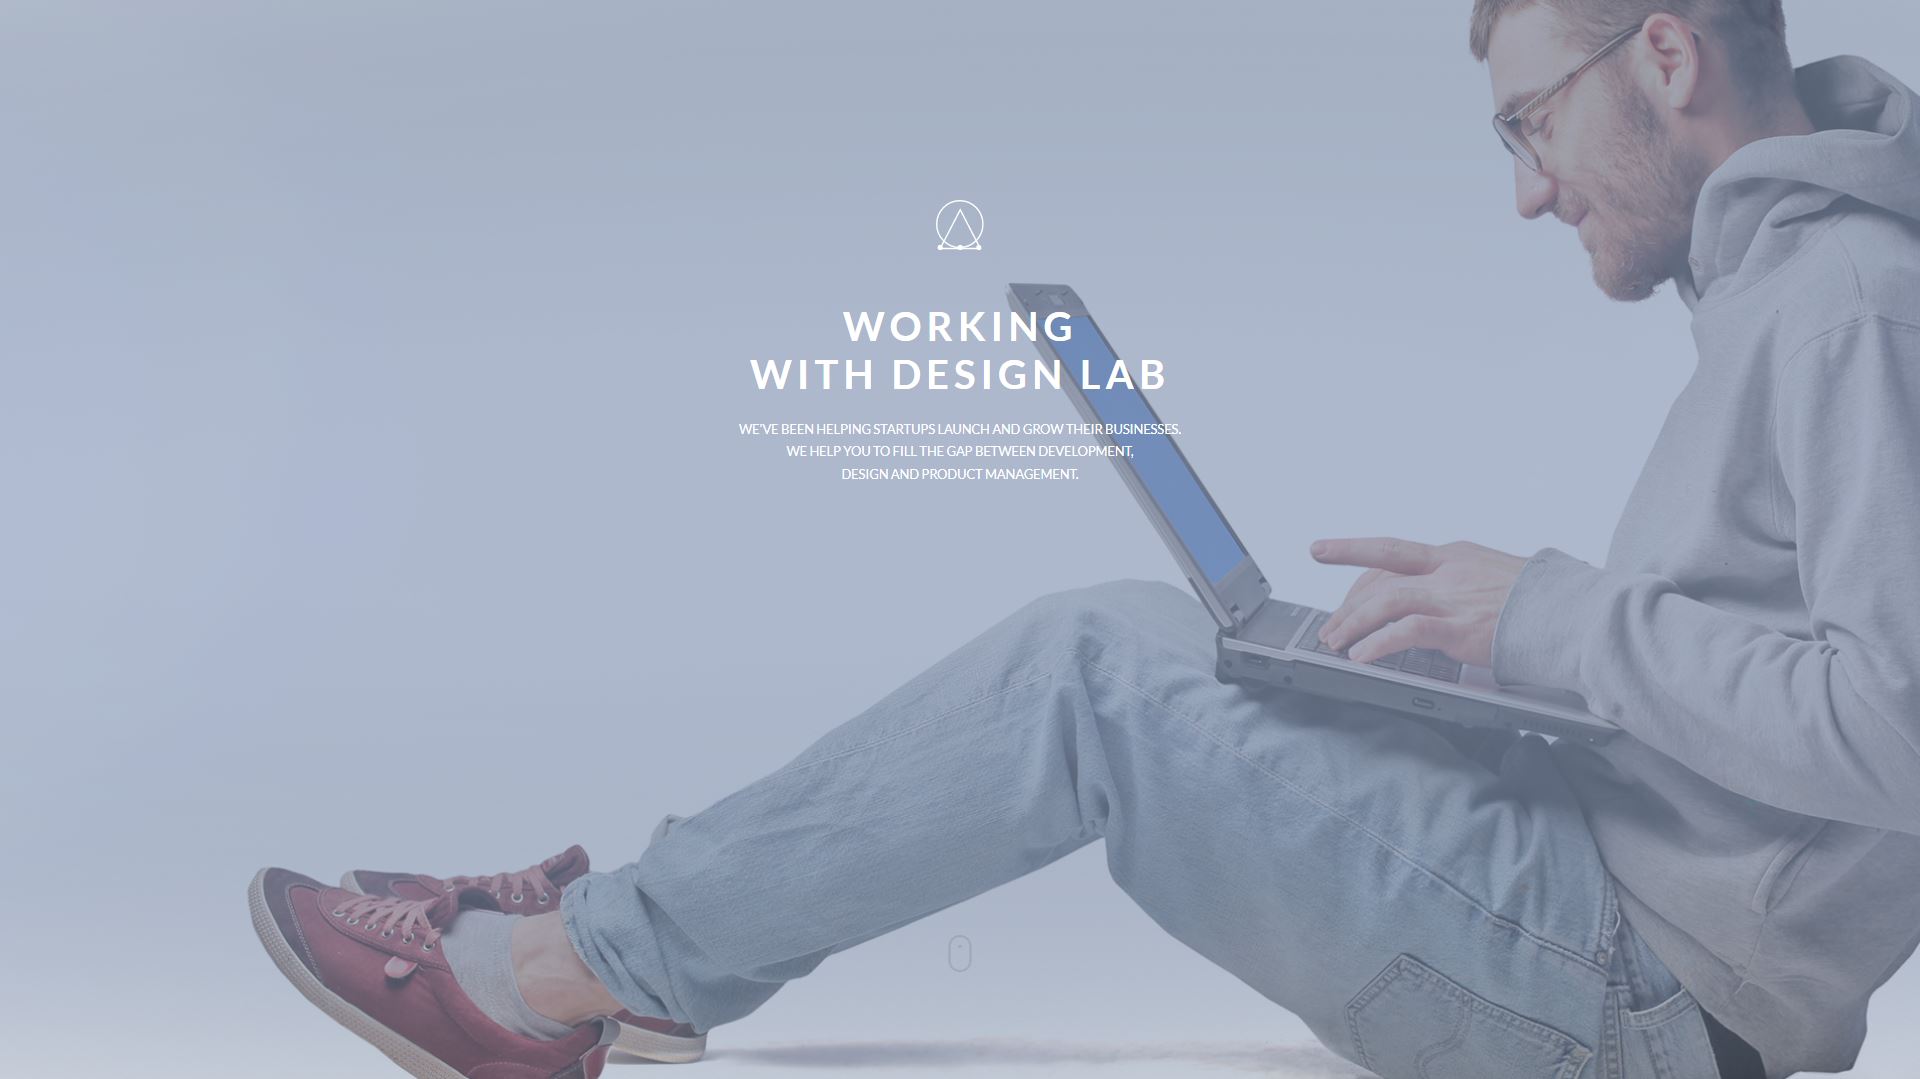 WORKING
WITH DESIGN LAB
WE'VE BEEN HELPING STARTUPS LAUNCH AND GROW THEIR BUSINESSES.
WE HELP YOU TO FILL THE GAP BETWEEN DEVELOPMENT,
DESIGN AND PRODUCT MANAGEMENT.